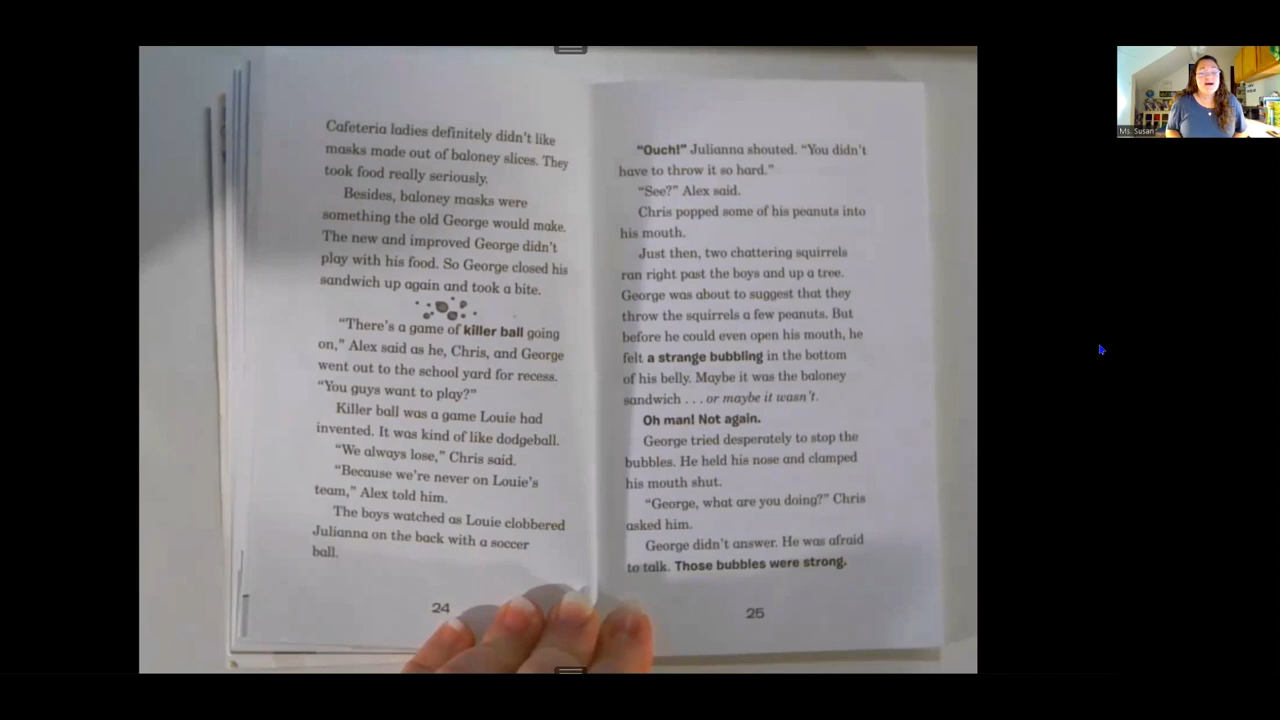 Cafeteria ladies definitely didn't like
masks made out of baloney slices. They
took food really seriously.
Besides, baloney masks were
something the old George would make.
The new and improved George didn't
play with his food. So George closed his
sandwich up again and took a bite.
"There's a game of killer ball going
on," Alex said as he, Chris, and George
went out to the school yard for recess.
"You guys want to play?"
Killer ball was a game Louie had
invented. It was kind of like dodgeball.
"We always lose," Chris said.
"Because we're never on Louie's
team," Alex told him.
The boys watched as Louie clobbered
Julianna on the back with a soccer
ball.
24
"Ouch!" Julianna shouted. "You didn't
have to throw it so hard."
"See?" Alex said.
Chris popped some of his peanuts into
his mouth.
Just then, two chattering squirrels
ran right past the boys and up a tree.
George was about to suggest that they
throw the squirrels a few peanuts. But
before he could even open his mouth, he
felt a strange bubbling in the bottom
of his belly. Maybe it was the baloney
sandwich . . . or maybe it wasn't.
Oh man! Not again.
George tried desperately to stop the
bubbles. He held his nose and clamped
his mouth shut.
"George, what are you doing?" Chris
asked him.
George didn't answer. He was afraid
to talk. Those bubbles were strong.
25
Ms. Susan